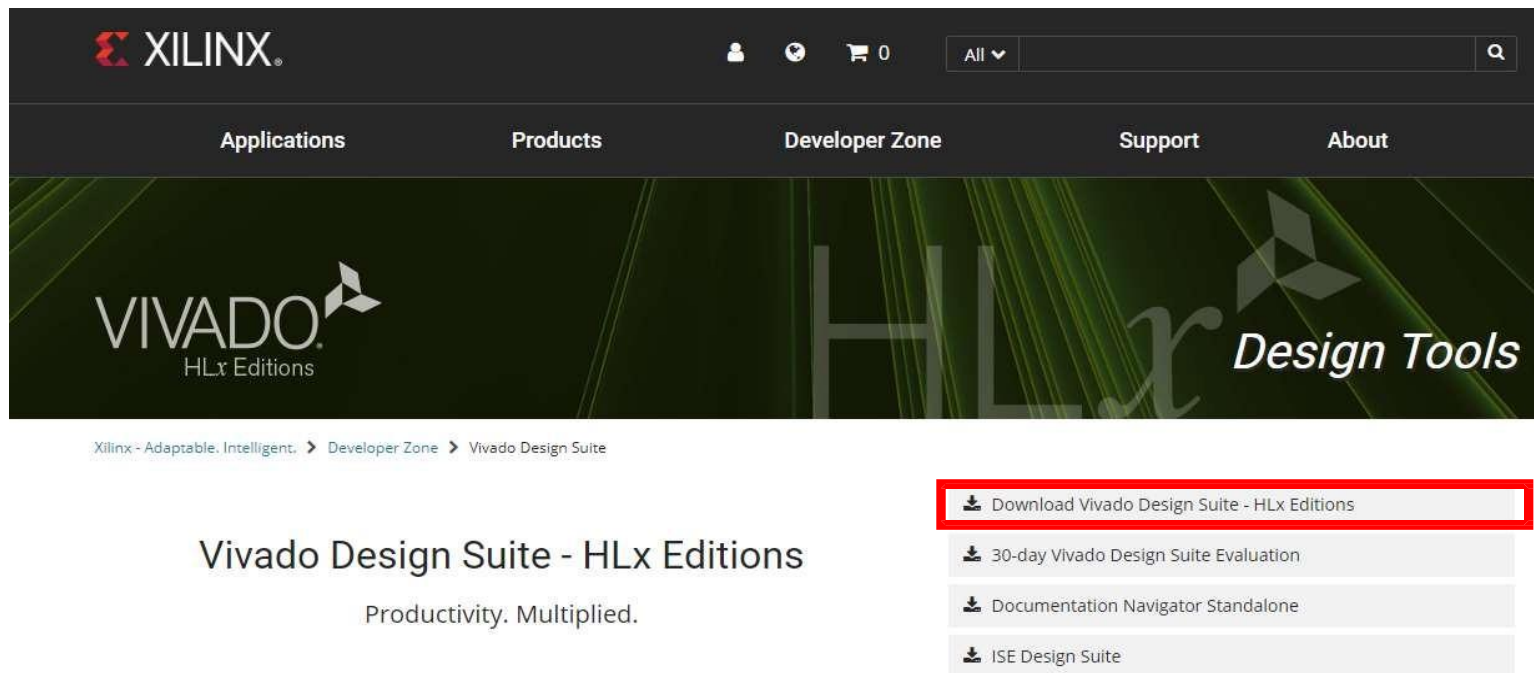 XILINX.
0
All
Applications Products Developer Zone Support About
VIVADO.
HLx Editions
HLx
Design Tools
Xilinx - Adaptable. Intelligent. > Developer Zone > Vivado Design Suite
Vivado Design Suite - HLx Editions
Productivity. Multiplied.
Download Vivado Design Suite - HLx Editions
30-day Vivado Design Suite Evaluation
Documentation Navigator Standalone
ISE Design Suite